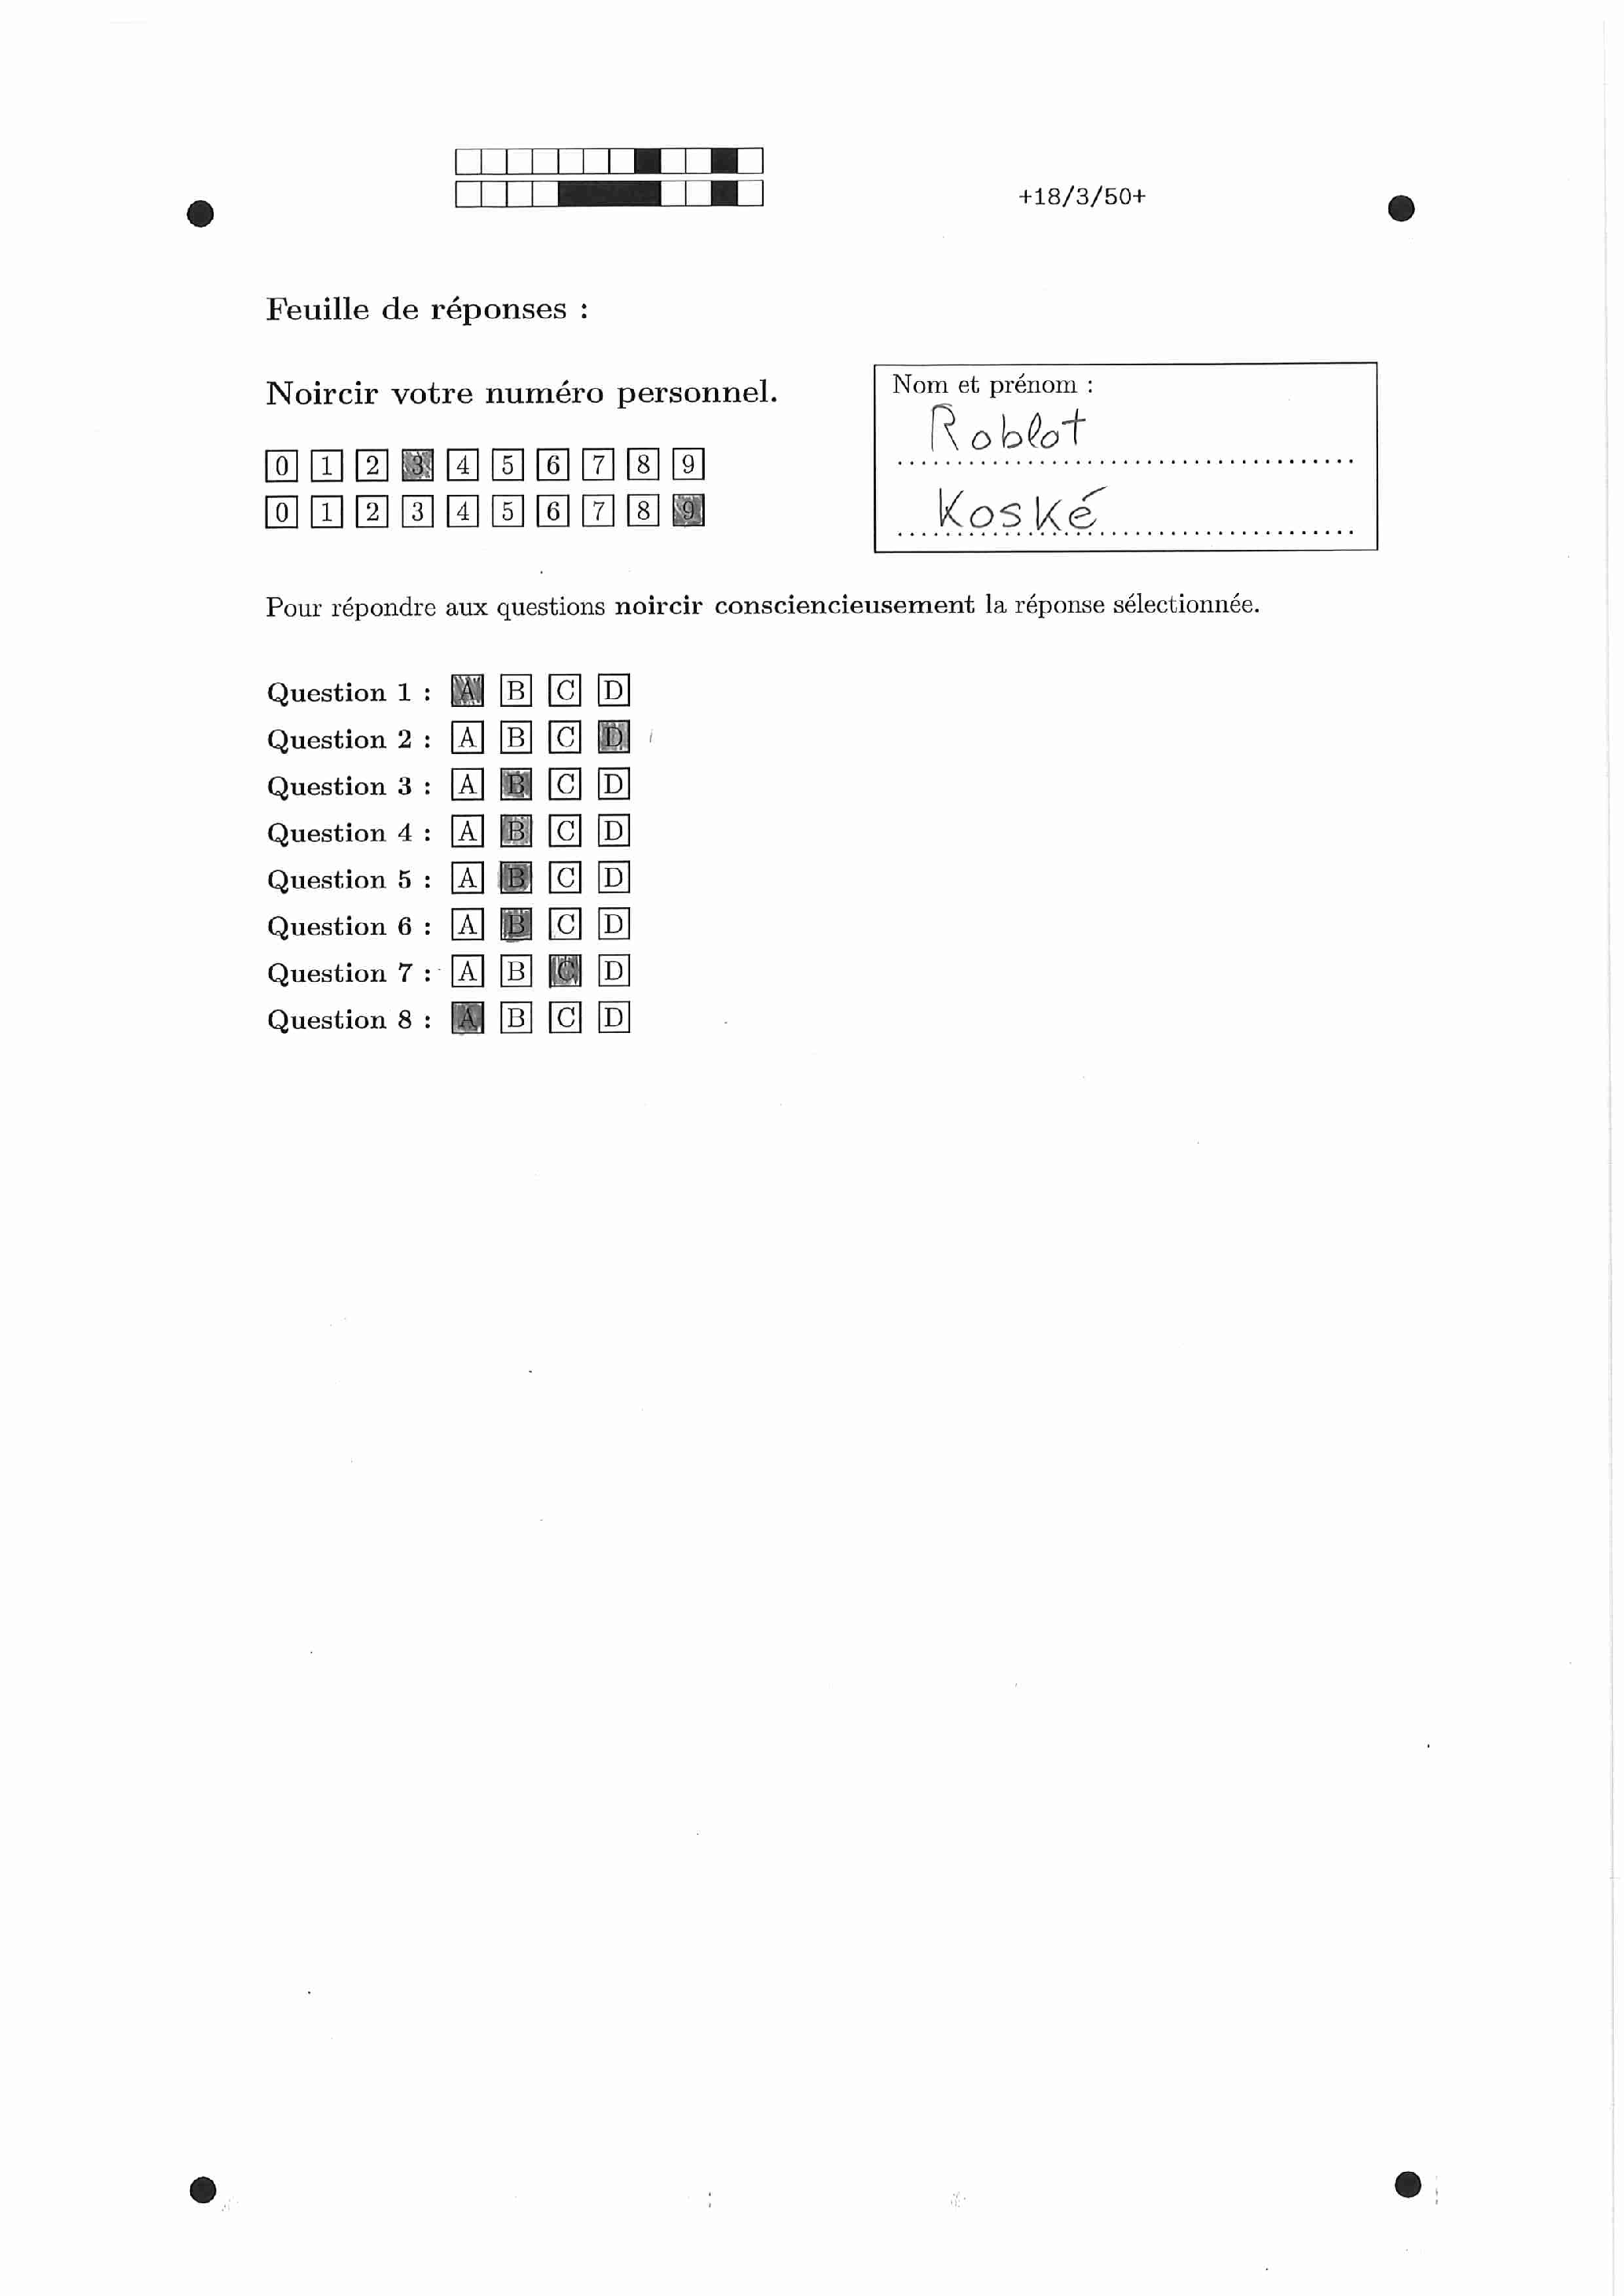 +18/3/50+
Feuille de réponses :
Noircir votre numéro personnel.
Nom et prénom :
Roblot
Koské
0 1 2 3 4 5 6 7 8 9
0 1 2 3 4 5 6 7 8 9
Pour répondre aux questions noircir consciencieusement la réponse sélectionnée.
Question 1 : A B C D
Question 2 : A B C D
Question 3 : A B C D
Question 4 : A B C D
Question 5 : A B C D
Question 6 : A B C D
Question 7 : A B C D
Question 8 : A B C D